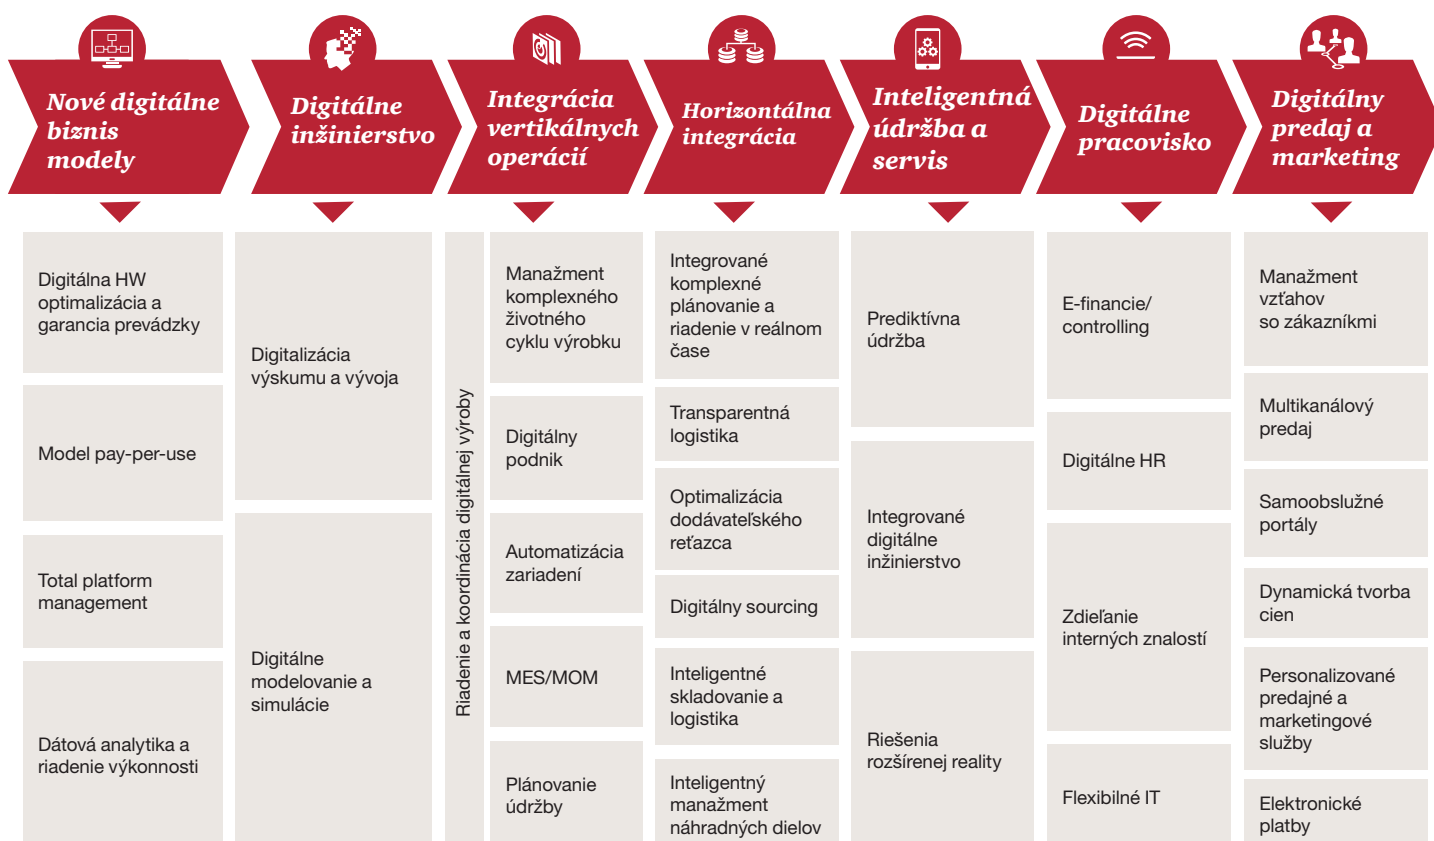 Nové digitálne
biznis
modely
Digitálne
inžinierstvo
Integrácia
vertikálnych
operácií
Horizontálna
integrácia
Inteligentná
údržba a
servis
Digitálne
pracovisko
Digitálny
predaj a
marketing
Digitálna HW
optimalizácia a
garancia prevádzky
Model pay-per-use
Total platform
management
Dátová analytika a
riadenie výkonnosti
Digitalizácia
výskumu a vývoja
Digitálne
modelovanie a
simulácie
Riadenie a koordinácia digitálnej výroby
Manažment
komplexného
životného
cyklu výrobku
Digitálny
podnik
Automatizácia
zariadení
MES/MOM
Plánovanie
údržby
Integrované
komplexné
plánovanie a
riadenie v reálnom
čase
Transparentná
logistika
Optimalizácia
dodávateľského
reťazca
Digitálny sourcing
Inteligentné
skladovanie a
logistika
Inteligentný
manažment
náhradných dielov
Prediktívna
údržba
Integrované
digitálne
inžinierstvo
Riešenia
rozšírenej reality
E-financie/
controlling
Digitálne HR
Zdieľanie
interných znalostí
Flexibilné IT
Manažment
vzťahov
so zákazníkmi
Multikanálový
predaj
Samoobslužné
portály
Dynamická tvorba
cien
Personalizované
predajné a
marketingové
služby
Elektronické
platby